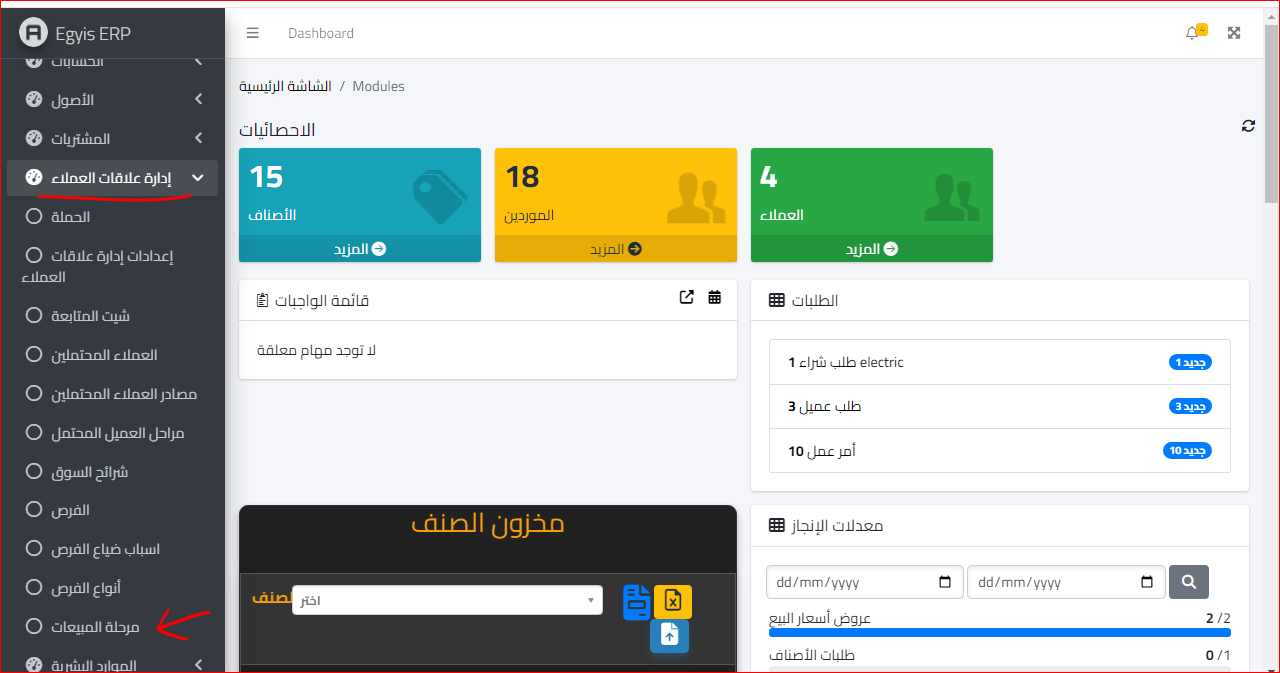 Egyis ERP
الحسابات
الأصول
المشتريات
إدارة علاقات العملاء
الحملة
إعدادات إدارة علاقات
العملاء
شيت المتابعة
العملاء المحتملين
مصادر العملاء المحتملين
مراحل العميل المحتمل
شرائح السوق
الفرص
اسباب ضياع الفرص
أنواع الفرص
مرحلة المبيعات
الموارد البشرية
Dashboard
4
الشاشة الرئيسية / Modules
الاحصائيات
15
الأصناف
المزيد
18
الموردين
المزيد
4
العملاء
المزيد
قائمة الواجبات
لا توجد مهام معلقة
الطلبات
1 طلب شراء electric
جديد 1
3 طلب عميل
جديد 3
10 أمر عمل
جديد 10
مخزون الصنف
الصنف
اختر
معدلات الإنجاز
dd/mm/yyyy
dd/mm/yyyy
عروض أسعار البيع
2 /2
طلبات الأصناف
0 /1